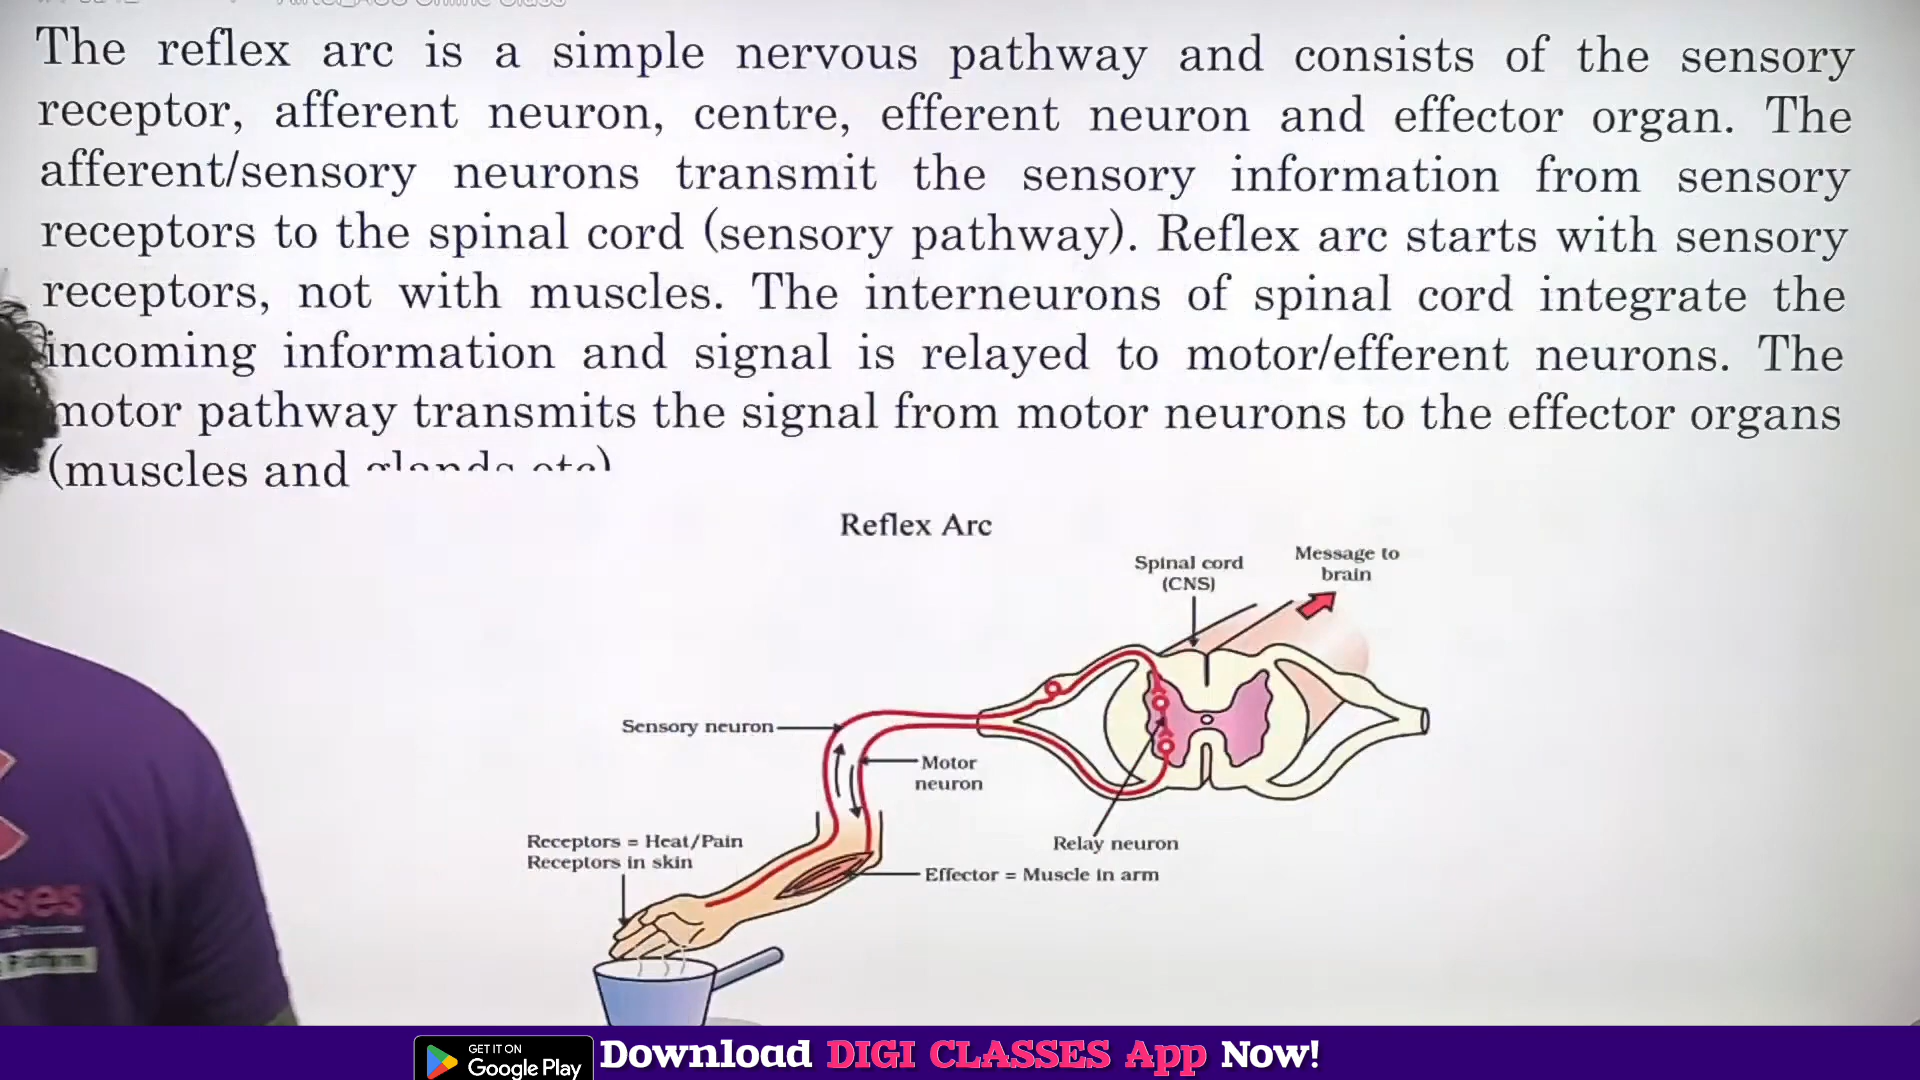 The reflex arc is a simple nervous pathway and consists of the sensory
receptor, afferent neuron, centre, efferent neuron and effector organ. The
afferent/sensory neurons transmit the sensory information from sensory
receptors to the spinal cord (sensory pathway). Reflex arc starts with sensory
receptors, not with muscles. The interneurons of spinal cord integrate the
incoming information and signal is relayed to motor/efferent neurons. The
motor pathway transmits the signal from motor neurons to the effector organs
(muscles and
Reflex Arc
Spinal cord
(CNS)
Message to
brain
Sensory neuron
Motor
neuron
Receptors = Heat/Pain
Receptors in skin
Relay neuron
Effector = Muscle in arm
GET IT ON
Google Play
Download DIGI CLASSES App Now!